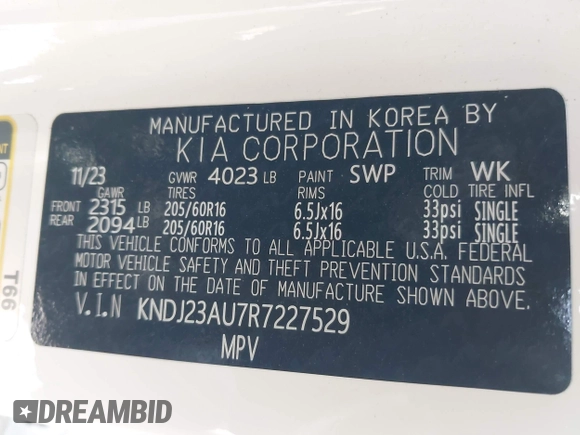 MANUFACTURED IN KOREA BY
KIA CORPORATION
11/23 GVWR 4023 LB PAINT SWP TRIM WK
GAWR TIRES RIMS COLD TIRE INFL
FRONT 2315 LB 205/60R16 6.5Jx16 33psi SINGLE
REAR 2094 LB 205/60R16 6.5Jx16 33psi SINGLE
THIS VEHICLE CONFORMS TO ALL APPLICABLE U.S.A. FEDERAL
MOTOR VEHICLE SAFETY AND THEFT PREVENTION STANDARDS
IN EFFECT ON THE DATE OF MANUFACTURE SHOWN ABOVE.
V.I.N KNDJ23AU7R7227529
MPV
T66
DREAMBID